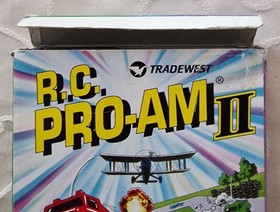 TRADEWEST
R.C.
PRO-AM II ®